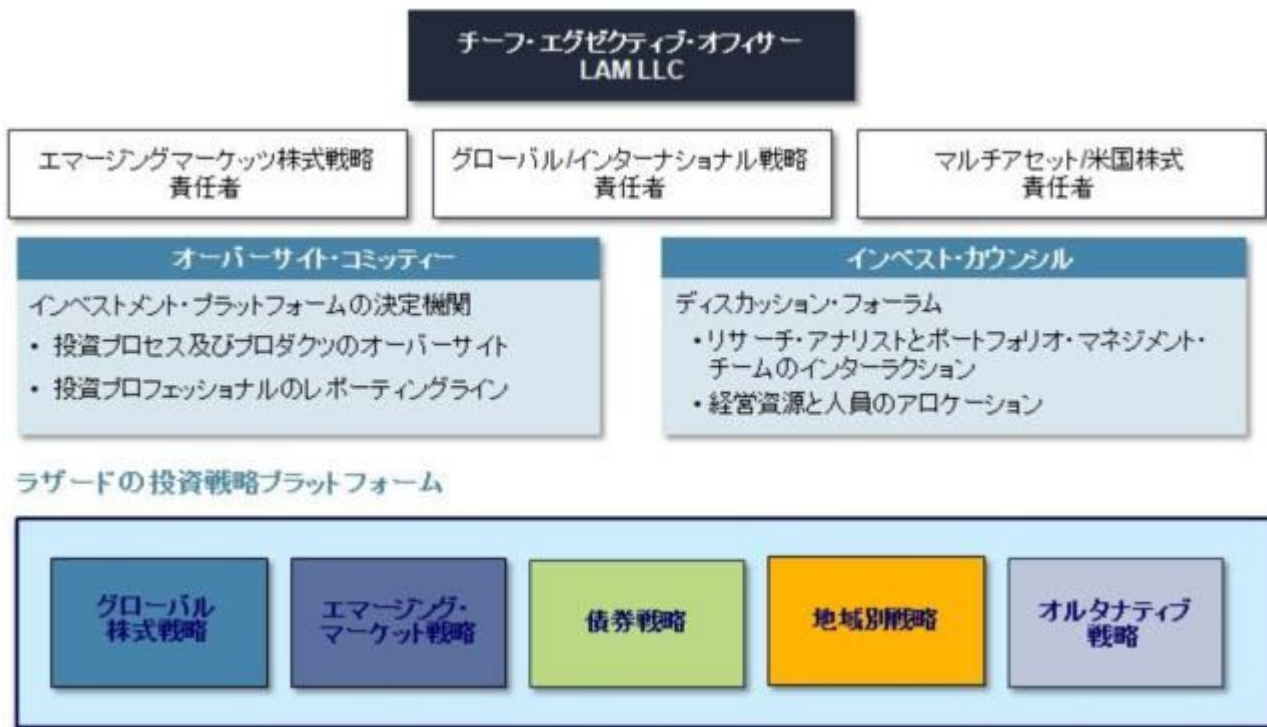 チーフ・エグゼクティブ・オフィサー
LAM LLC
エマージングマーケッツ株式戦略
責任者
グローバル/インターナショナル戦略
責任者
マルチアセット/米国株式
責任者
オーバーサイト・コミッティー
インベストメント・プラットフォームの決定機関
・ 投資プロセス及びプロダクツのオーバーサイト
・ 投資プロフェッショナルのレポーティングライン
インベスト・カウンシル
ディスカッション・フォーラム
・リサーチ・アナリストとポートフォリオ・マネジメント・
チームのインターラクション
・経営資源と人員のアロケーション
ラザードの投資戦略プラットフォーム
グローバル
株式戦略
エマージング・
マーケット戦略
債券戦略
地域別戦略
オルタナティブ
戦略